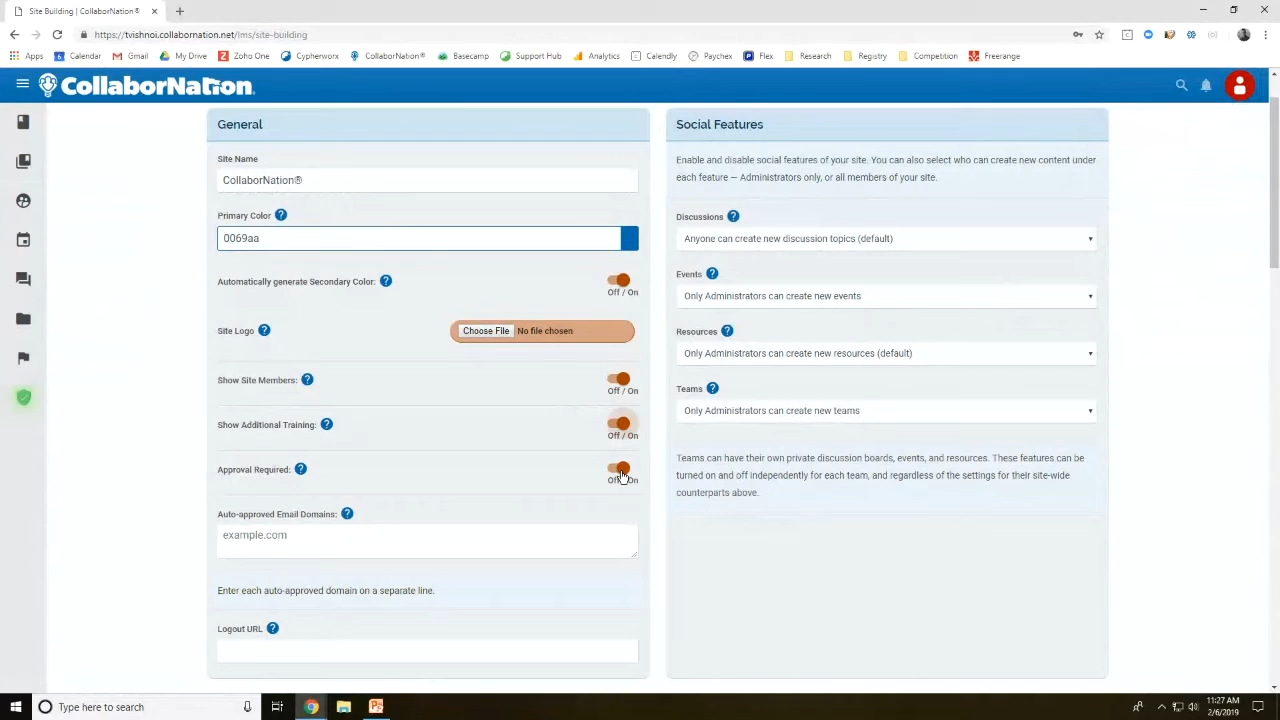 Site Building | CollaborNation®
https://tvishnoi.collabornation.net/lms/site-building
Apps Calendar Gmail My Drive Zoho One Cypherworx CollaborNation® Basecamp Support Hub Analytics Calendly Paychex Flex Research Registry Competition Freerange
CollaborNation.
General
Site Name
CollaborNation®
Primary Color ?
0069aa
Automatically generate Secondary Color: ?
Off / On
Site Logo ?
Choose File No file chosen
Show Site Members: ?
Off / On
Show Additional Training: ?
Off / On
Approval Required: ?
Off / On
Auto-approved Email Domains: ?
example.com
Enter each auto-approved domain on a separate line.
Logout URL ?
Social Features
Enable and disable social features of your site. You can also select who can create new content under
each feature — Administrators only, or all members of your site.
Discussions ?
Anyone can create new discussion topics (default)
Events ?
Only Administrators can create new events
Resources ?
Only Administrators can create new resources (default)
Teams ?
Only Administrators can create new teams
Teams can have their own private discussion boards, events, and resources. These features can be
turned on and off independently for each team, and regardless of the settings for their site-wide
counterparts above.
Type here to search
11:27 AM
2/6/2019